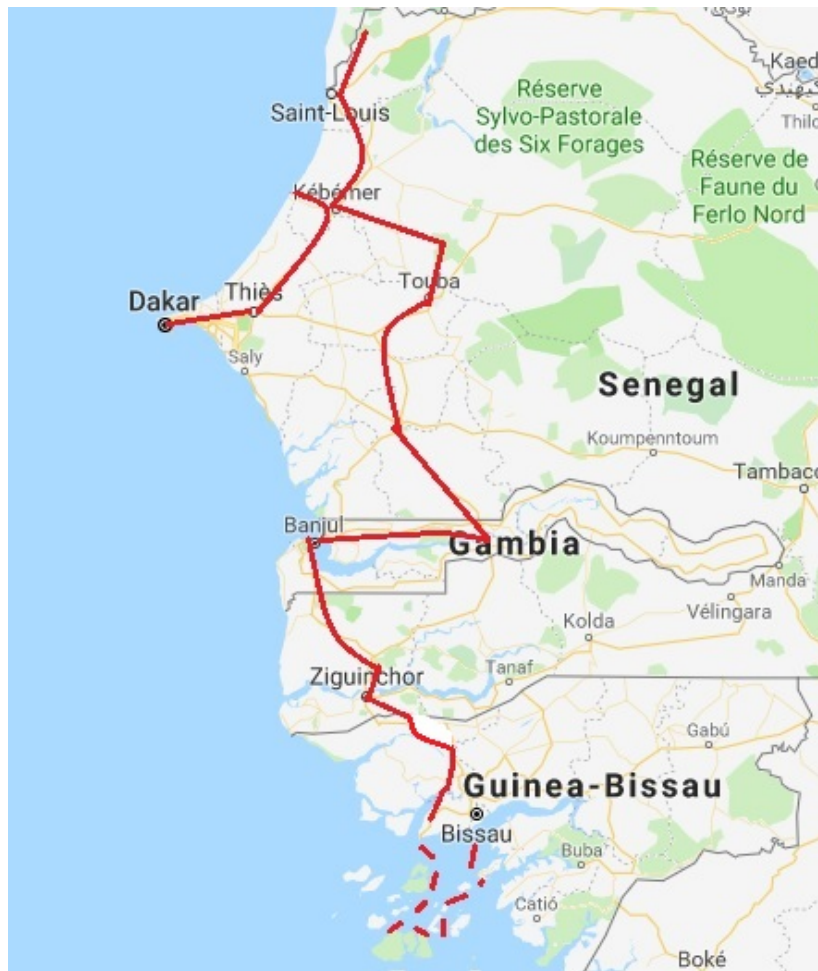 Kaed
Saint-Louis
Réserve
Sylvo-Pastorale
des Six Forages
Thilo
Réserve de
Faune du
Ferlo Nord
Kébémer
Touba
Dakar
Thiès
Saly
Senegal
Koumpenntoum
Tambaco
Banjul
Gambia
Manda
Vélingara
Kolda
Tanaf
Ziguinchor
Gabú
Guinea-Bissau
Bissau
Buba
Catió
Boké